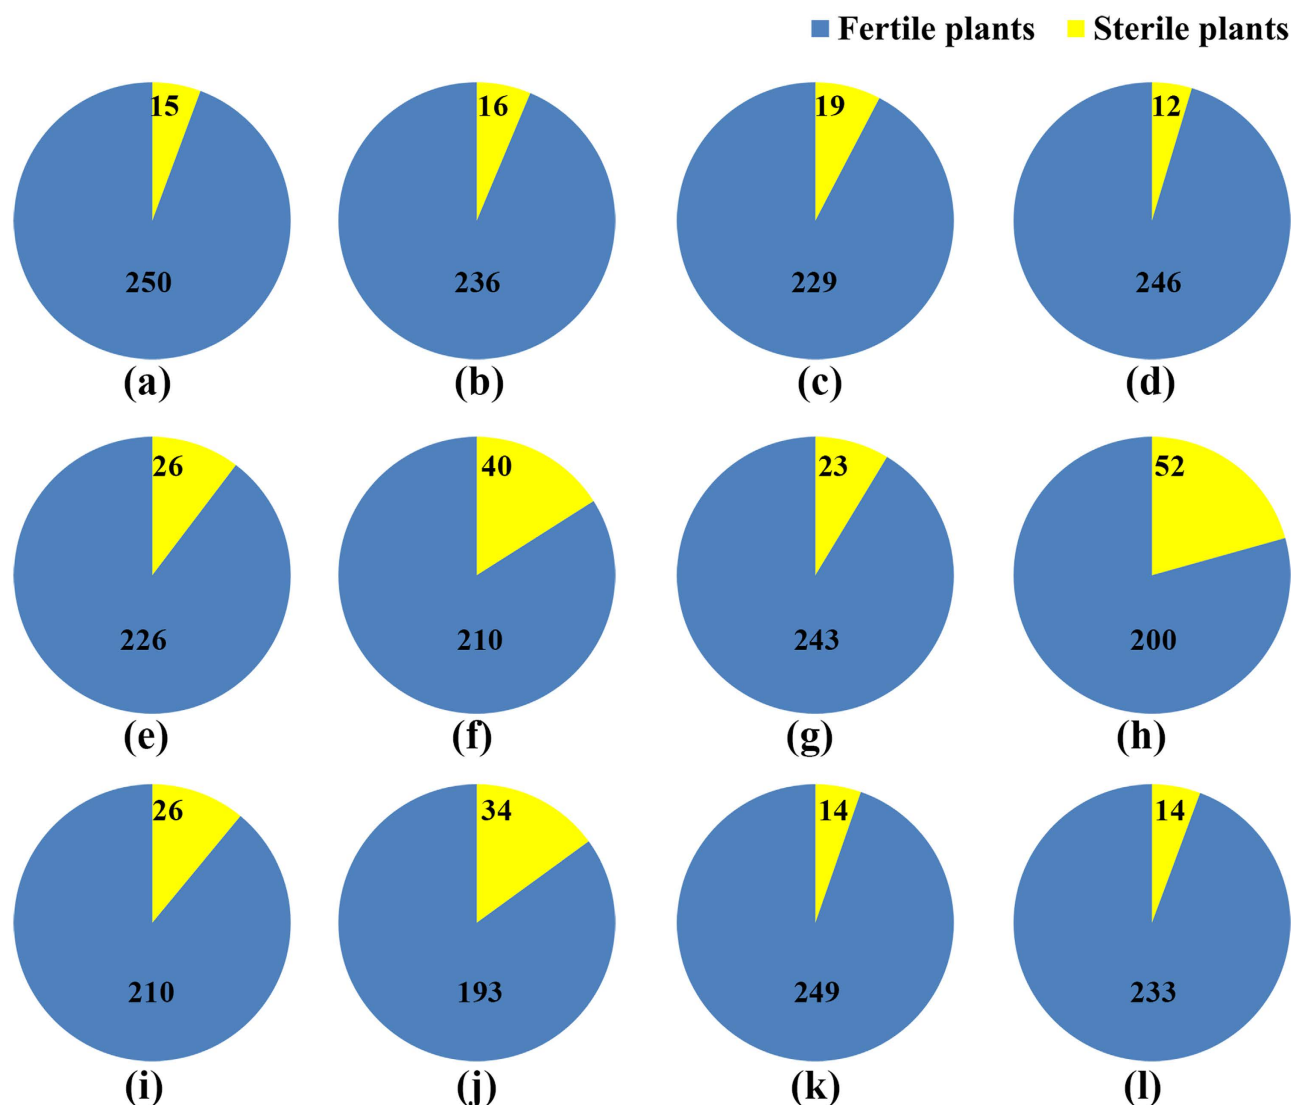 Fertile plants Sterile plants
15 16 19 12
250 236 229 246
(a) (b) (c) (d)
26 40 23 52
226 210 243 200
(e) (f) (g) (h)
26 34 14 14
210 193 249 233
(i) (j) (k) (l)